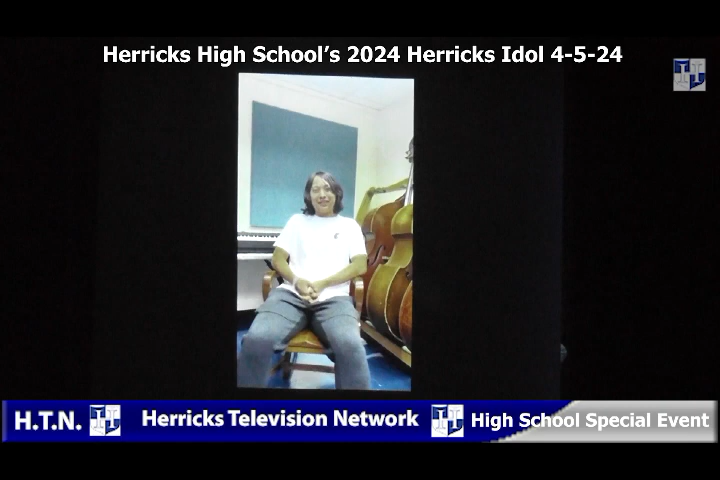 Herricks High School's 2024 Herricks Idol 4-5-24
H.T.N. Herricks Television Network High School Special Event